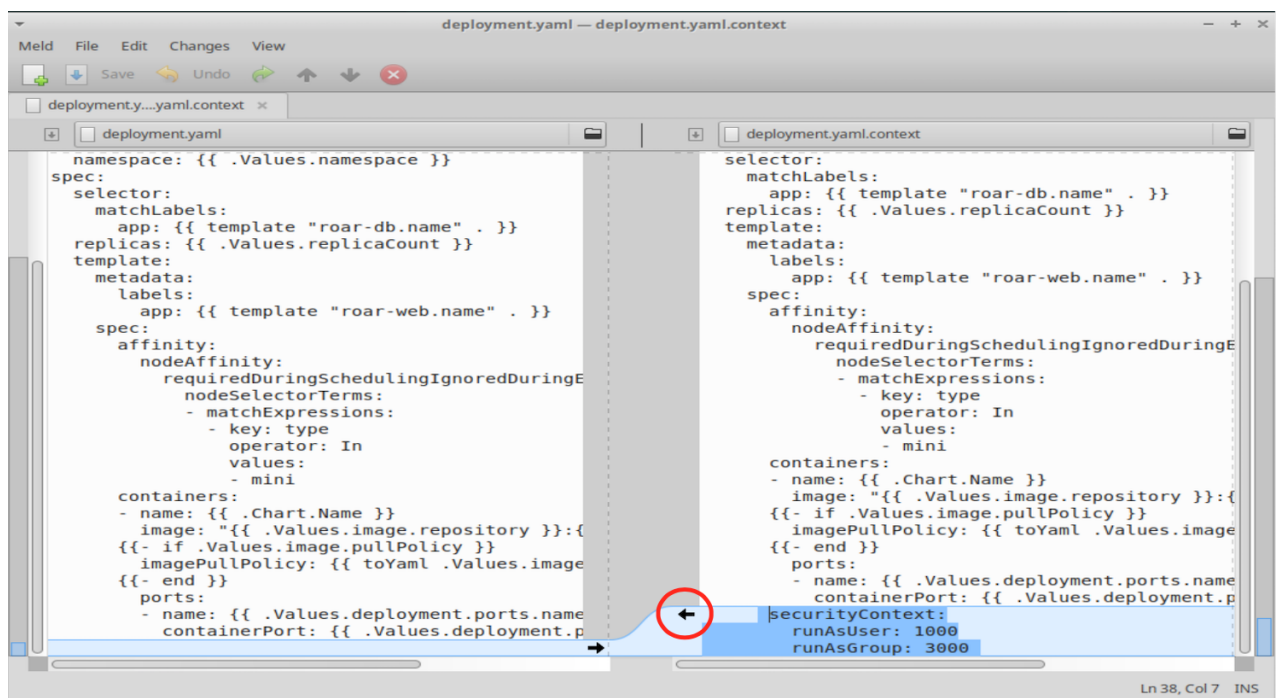 deployment.yaml — deployment.yaml.context
Meld File Edit Changes View
Save Undo
deployment.y....yaml.context ×
deployment.yaml
namespace: {{ .Values.namespace }}
spec:
selector:
matchLabels:
app: {{ template "roar-db.name" . }}
replicas: {{ .Values.replicaCount }}
template:
metadata:
labels:
app: {{ template "roar-web.name" . }}
spec:
affinity:
nodeAffinity:
requiredDuringSchedulingIgnoredDuringE
nodeSelectorTerms:
- matchExpressions:
- key: type
operator: In
values:
- mini
containers:
- name: {{ .Chart.Name }}
image: "{{ .Values.image.repository }}:{
{{- if .Values.image.pullPolicy }}
imagePullPolicy: {{ toYaml .Values.image
{{- end }}
ports:
- name: {{ .Values.deployment.ports.name
containerPort: {{ .Values.deployment.p
deployment.yaml.context
selector:
matchLabels:
app: {{ template "roar-db.name" . }}
replicas: {{ .Values.replicaCount }}
template:
metadata:
labels:
app: {{ template "roar-web.name" . }}
spec:
affinity:
nodeAffinity:
requiredDuringSchedulingIgnoredDuringE
nodeSelectorTerms:
- matchExpressions:
- key: type
operator: In
values:
- mini
containers:
- name: {{ .Chart.Name }}
image: "{{ .Values.image.repository }}:{
{{- if .Values.image.pullPolicy }}
imagePullPolicy: {{ toYaml .Values.image
{{- end }}
ports:
- name: {{ .Values.deployment.ports.name
containerPort: {{ .Values.deployment.p
securityContext:
runAsUser: 1000
runAsGroup: 3000
Ln 38, Col 7 INS